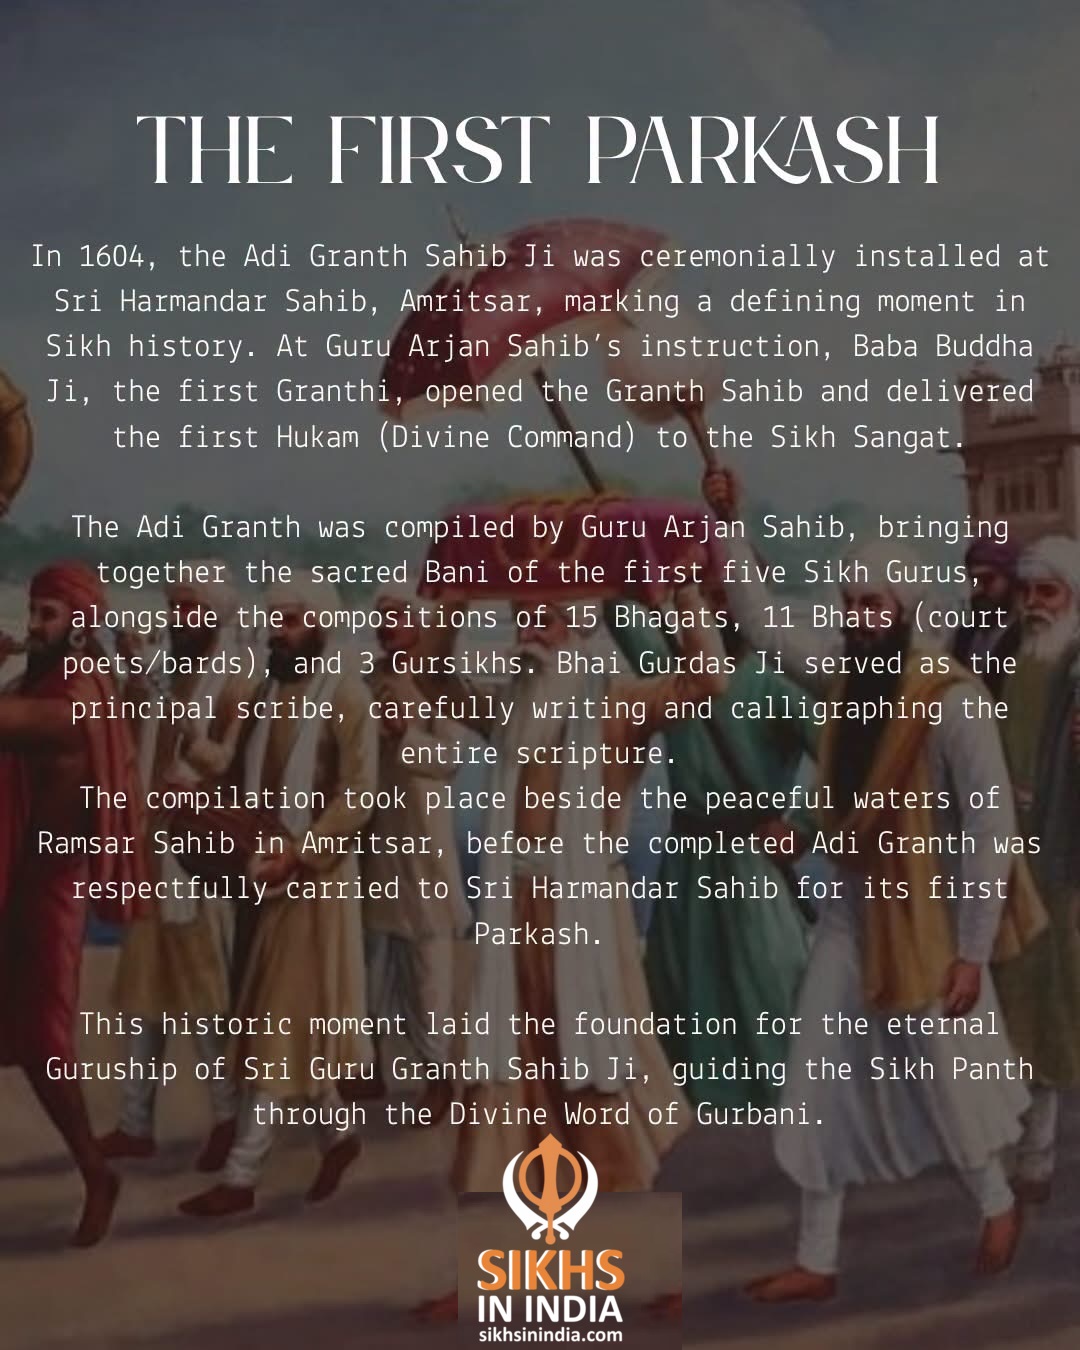 THE FIRST PARKASH
In 1604, the Adi Granth Sahib Ji was ceremonially installed at
Sri Harmandar Sahib, Amritsar, marking a defining moment in
Sikh history. At Guru Arjan Sahib's instruction, Baba Buddha
Ji, the first Granthi, opened the Granth Sahib and delivered
the first Hukam (Divine Command) to the Sikh Sangat.
The Adi Granth was compiled by Guru Arjan Sahib, bringing
together the sacred Bani of the first five Sikh Gurus,
alongside the compositions of 15 Bhagats, 11 Bhats (court
poets/bards), and 3 Gursikhs. Bhai Gurdas Ji served as the
principal scribe, carefully writing and calligraphing the
entire scripture.
The compilation took place beside the peaceful waters of
Ramsar Sahib in Amritsar, before the completed Adi Granth was
respectfully carried to Sri Harmandar Sahib for its first
Parkash.
This historic moment laid the foundation for the eternal
Guruship of Sri Guru Granth Sahib Ji, guiding the Sikh Panth
through the Divine Word of Gurbani.
SIKHS
IN INDIA
sikhsinindia.com